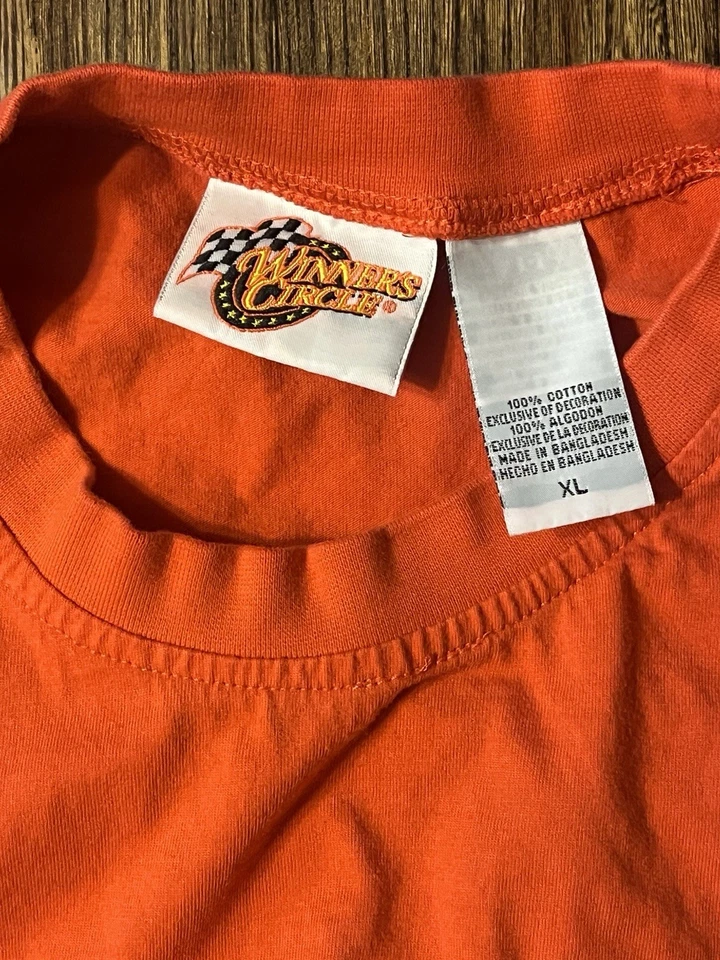 WINNERS
CIRCLE®
100% COTTON
EXCLUSIVE OF DECORATION
100% ALGODON
EXCLUSIVE DE LA DECORATION
MADE IN BANGLADESH
HECHO EN BANGLADESH
XL